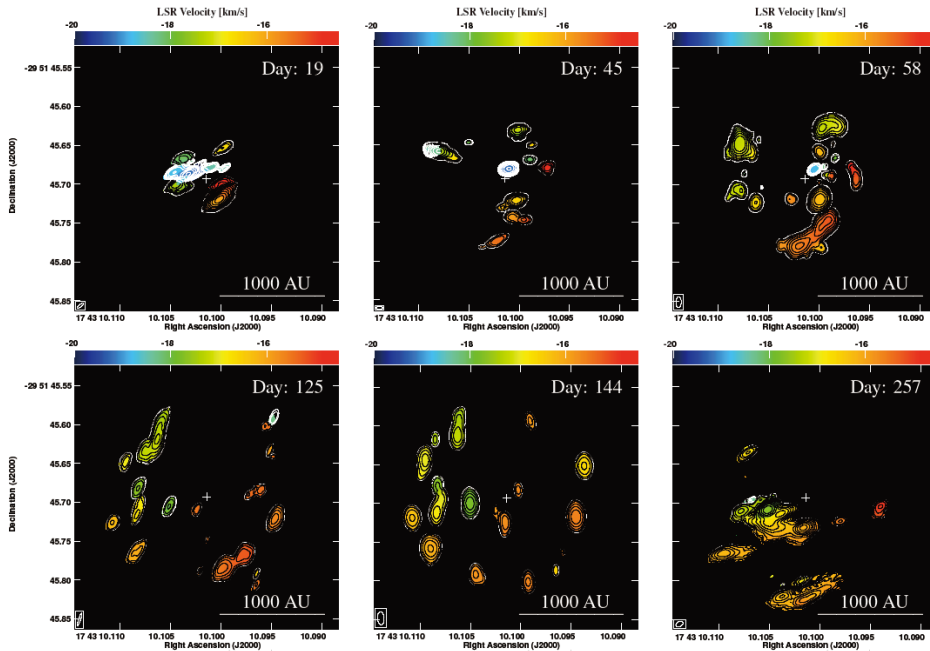 LSR Velocity [km/s] LSR Velocity [km/s] LSR Velocity [km/s]
-20 -18 -16 -20 -18 -16 -20 -18 -16
Day: 19 Day: 45 Day: 58
-29 51 45.55
45.60
45.65
45.70
45.75
45.80
45.85
Declination (J2000) Declination (J2000) Declination (J2000)
1000 AU 1000 AU 1000 AU
17 43 10.110 10.105 10.100 10.095 10.090 17 43 10.110 10.105 10.100 10.095 10.090 17 43 10.110 10.105 10.100 10.095 10.090
Right Ascension (J2000) Right Ascension (J2000) Right Ascension (J2000)
-20 -18 -16 -20 -18 -16 -20 -18 -16
Day: 125 Day: 144 Day: 257
-29 51 45.55
45.60
45.65
45.70
45.75
45.80
45.85
Declination (J2000) Declination (J2000) Declination (J2000)
1000 AU 1000 AU 1000 AU
17 43 10.110 10.105 10.100 10.095 10.090 17 43 10.110 10.105 10.100 10.095 10.090 17 43 10.110 10.105 10.100 10.095 10.090
Right Ascension (J2000) Right Ascension (J2000) Right Ascension (J2000)